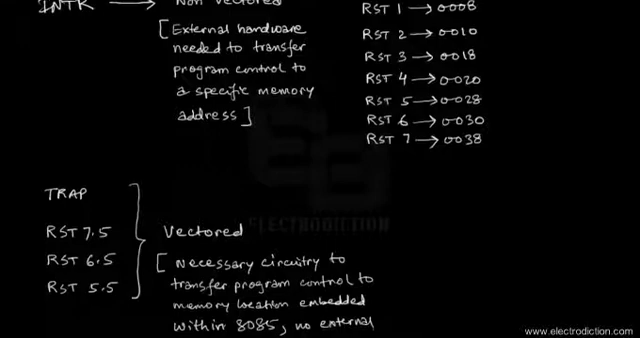 INTR → Non Vectored
[External hardware
needed to transfer
program control to
a specific memory
address]
RST 1 → 0008
RST 2 → 0010
RST 3 → 0018
RST 4 → 0020
RST 5 → 0028
RST 6 → 0030
RST 7 → 0038
TRAP
RST 7.5
RST 6.5
RST 5.5
Vectored
[Necessary circuitry to
transfer program control to
memory location embedded
within 8085, no external
ELECTRODICTION
www.electrodiction.com